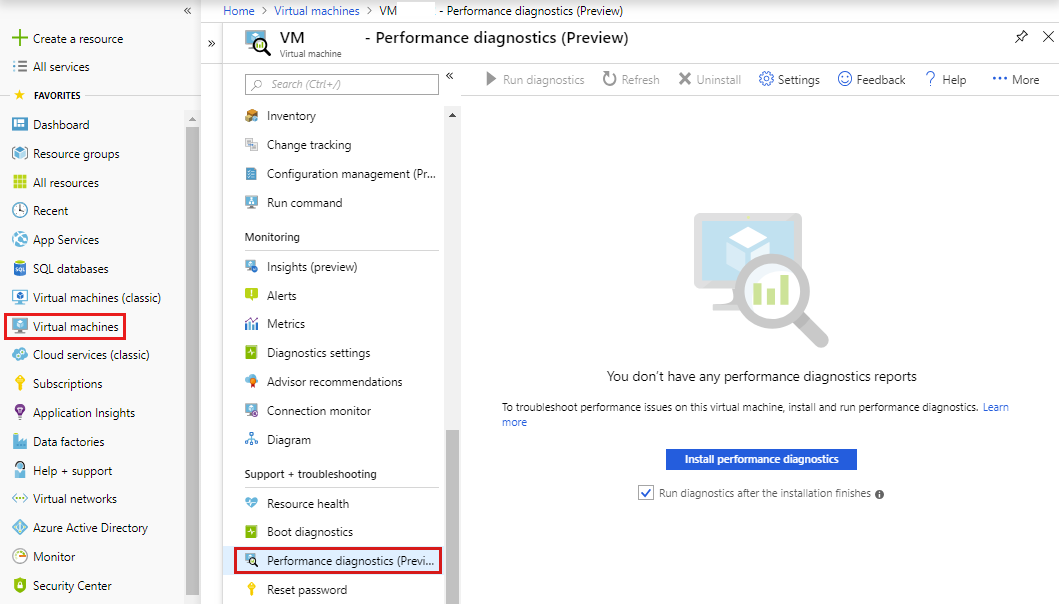 Home > Virtual machines > VM - Performance diagnostics (Preview)
Create a resource
All services
FAVORITES
Dashboard
Resource groups
All resources
Recent
App Services
SQL databases
Virtual machines (classic)
Virtual machines
Cloud services (classic)
Subscriptions
Application Insights
Data factories
Help + support
Virtual networks
Azure Active Directory
Monitor
Security Center
VM - Performance diagnostics (Preview)
Virtual machine
Search (Ctrl+/)
Inventory
Change tracking
Configuration management (Pr...
Run command
Monitoring
Insights (preview)
Alerts
Metrics
Diagnostics settings
Advisor recommendations
Connection monitor
Diagram
Support + troubleshooting
Resource health
Boot diagnostics
Performance diagnostics (Previ...
Reset password
Run diagnostics Refresh Uninstall Settings Feedback ? Help ... More
You don't have any performance diagnostics reports
To troubleshoot performance issues on this virtual machine, install and run performance diagnostics. Learn
more
Install performance diagnostics
Run diagnostics after the installation finishes